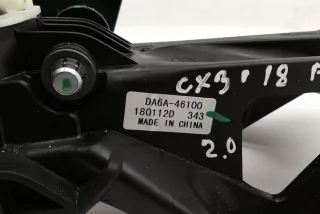 CX3 18 A
DA6A-46100
180112D 343
MADE IN CHINA
2.0